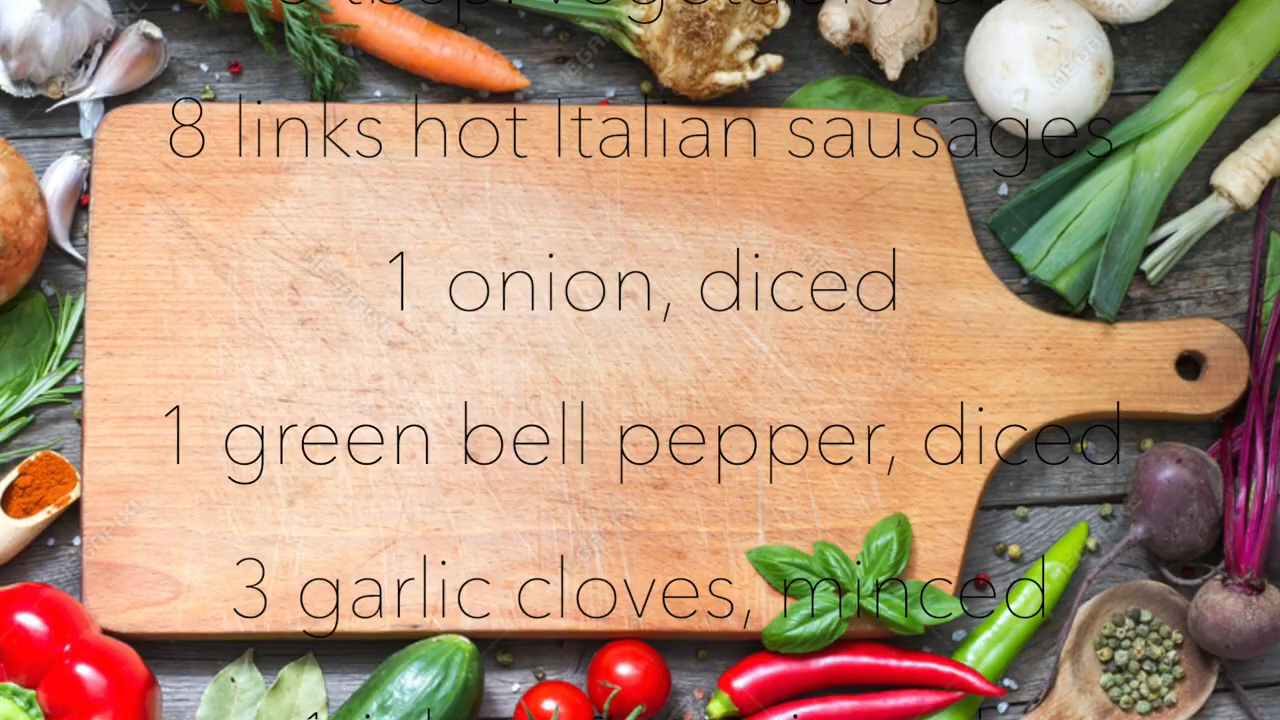 8 links hot Italian sausages
1 onion, diced
1 green bell pepper, diced
3 garlic cloves, minced